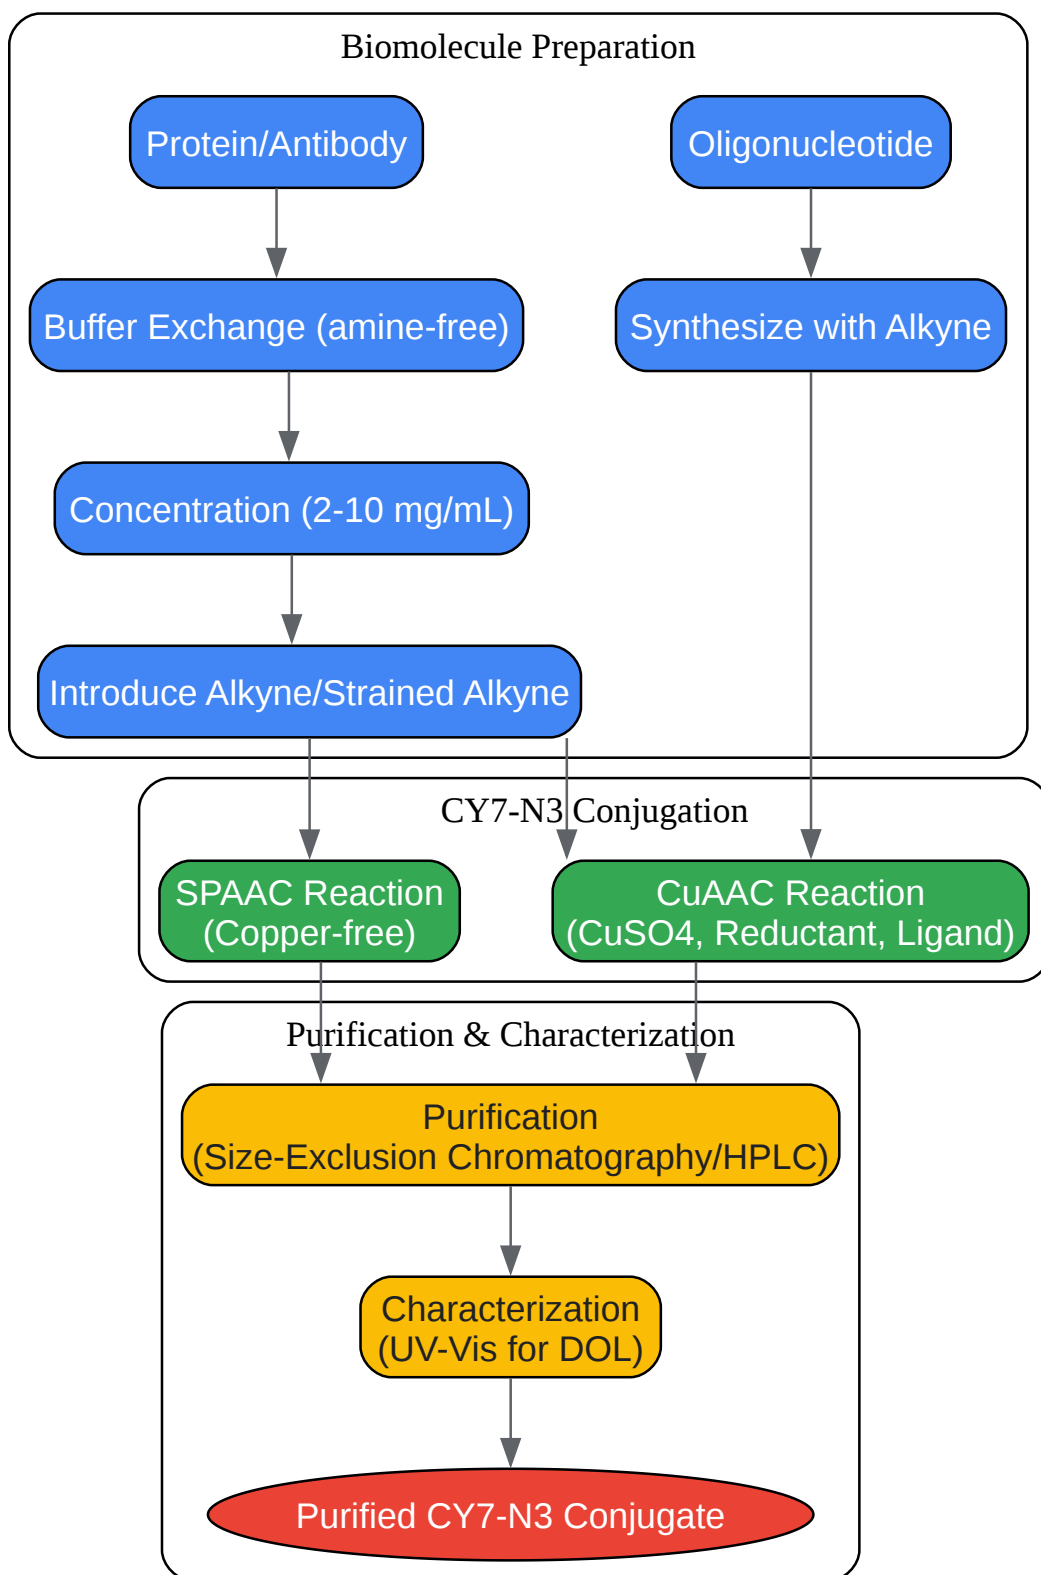 Biomolecule Preparation
Protein/Antibody
Oligonucleotide
Buffer Exchange (amine-free)
Synthesize with Alkyne
Concentration (2-10 mg/mL)
Introduce Alkyne/Strained Alkyne
CY7-N3 Conjugation
SPAAC Reaction
(Copper-free)
CuAAC Reaction
(CuSO4, Reductant, Ligand)
Purification & Characterization
Purification
(Size-Exclusion Chromatography/HPLC)
Characterization
(UV-Vis for DOL)
Purified CY7-N3 Conjugate